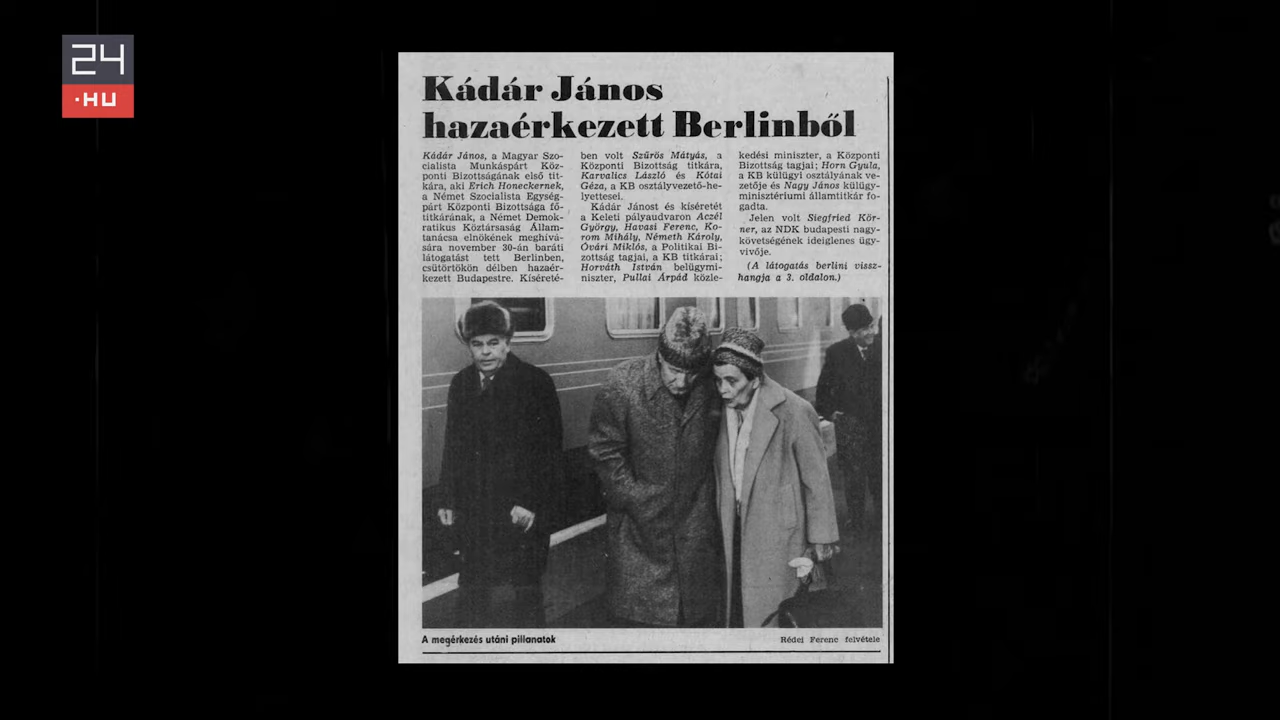 24
.HU
Kádár János
hazaérkezett Berlinből
Kádár János, a Magyar Szo-
cialista Munkáspárt Köz-
ponti Bizottságának első tit-
kára, aki Erich Honeckernek,
a Német Szocialista Egység-
párt Központi Bizottsága fő-
titkárának, a Német Demok-
ratikus Köztársaság Állam-
tanácsa elnökének meghívá-
sára november 30-án baráti
látogatást tett Berlinben,
csütörtökön délben hazaér-
kezett Budapestre. Kíséreté-
ben volt Szűrös Mátyás, a
Központi Bizottság titkára,
Karvalics László és Kótai
Géza, a KB osztályvezető-he-
lyettesei.
Kádár Jánost és kíséretét
a Keleti pályaudvaron Aczél
György, Havasi Ferenc, Ko-
rom Mihály, Németh Károly,
Óvári Miklós, a Politikai Bi-
zottság tagjai, a KB titkárai;
Horváth István belügymi-
niszter, Pullai Árpád közle-
kedési miniszter, a Központi
Bizottság tagjai; Horn Gyula,
a KB külügyi osztályának ve-
zetője és Nagy János külügy-
minisztériumi államtitkár fo-
gadta.
Jelen volt Siegfried Kör-
ner, az NDK budapesti nagy-
követségének ideiglenes ügy-
vivője.
(A látogatás berlini vissz-
hangja a 3. oldalon.)
A megérkezés utáni pillanatok
Rédei Ferenc felvétele